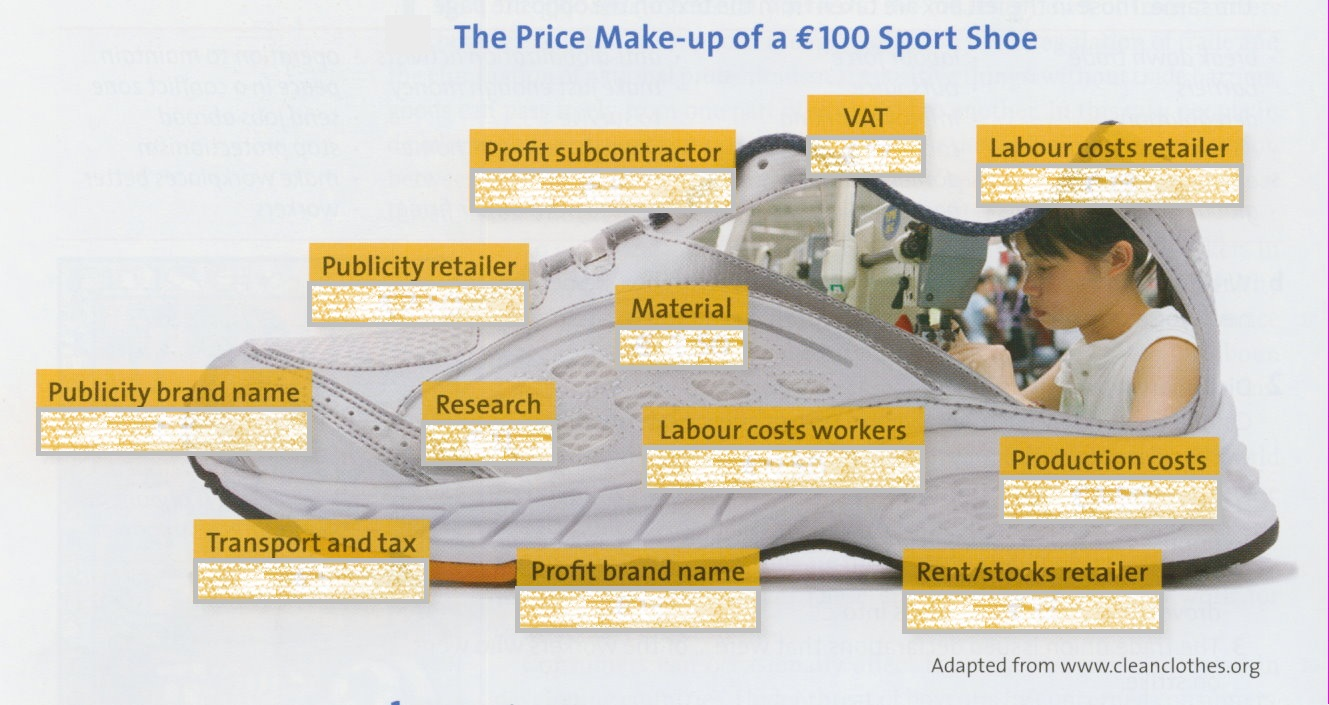 The Price Make-up of a €100 Sport Shoe
VAT
Profit subcontractor
Labour costs retailer
Publicity retailer
Material
Publicity brand name
Research
Labour costs workers
Production costs
Transport and tax
Profit brand name
Rent/stocks retailer
Adapted from www.cleanclothes.org